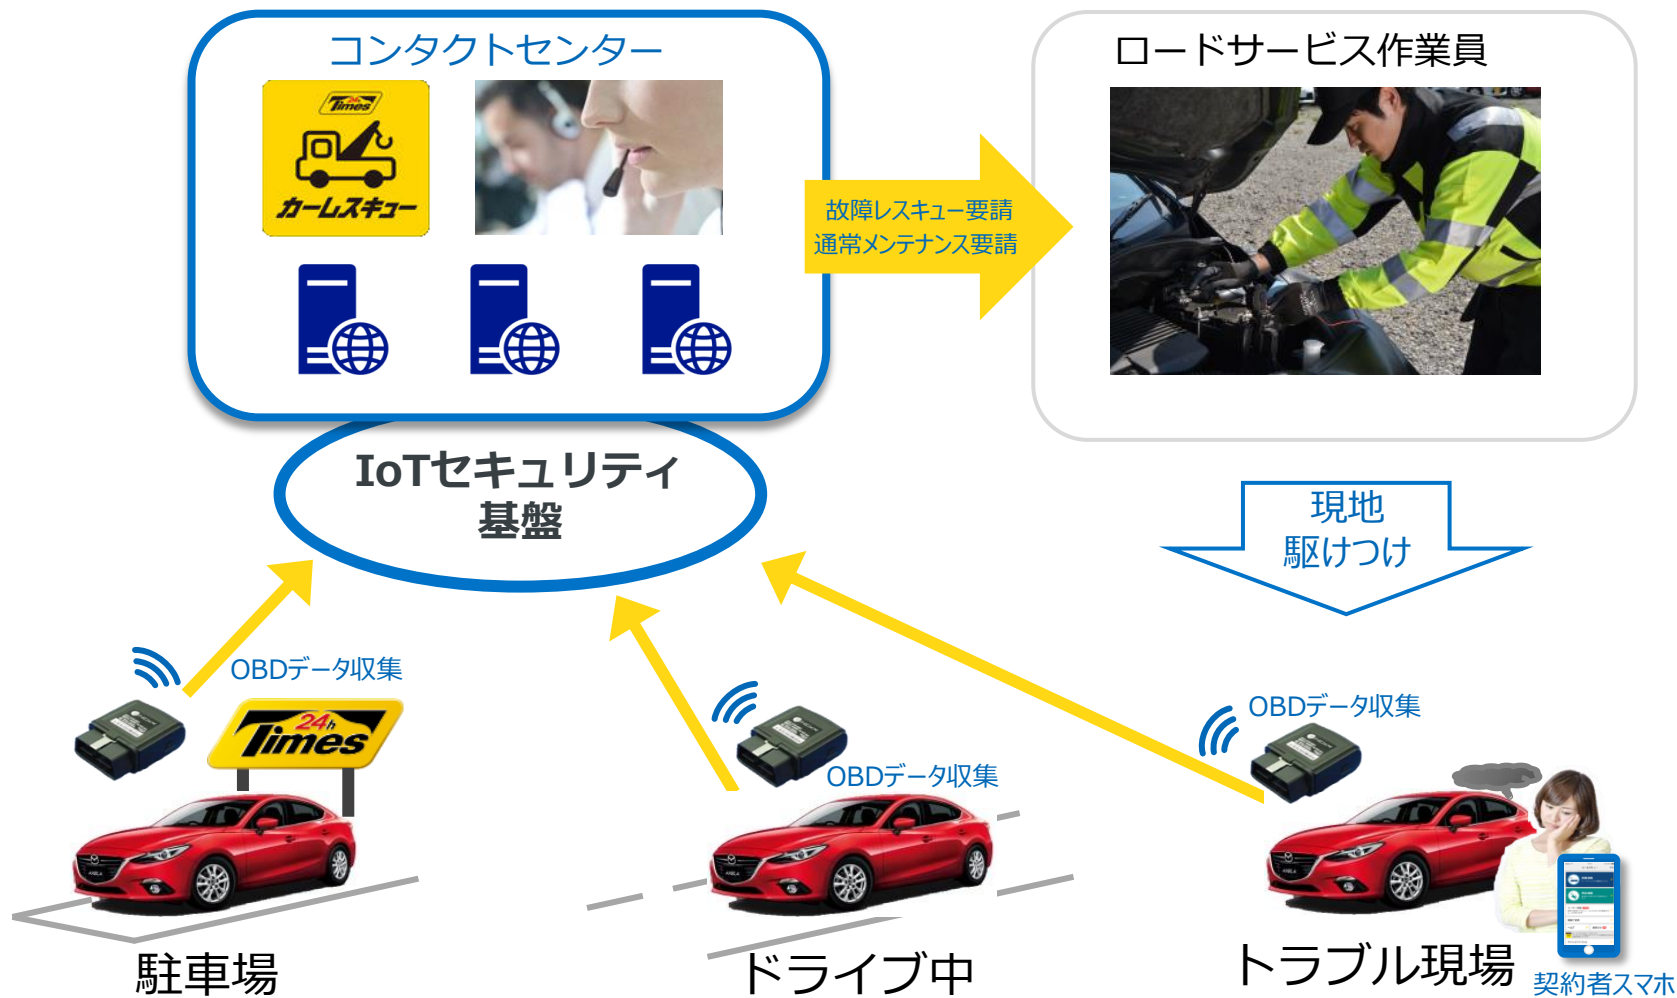 コンタクトセンター
24h
Times
カーレスキュー
故障レスキュー要請
通常メンテナンス要請
ロードサービス作業員
IoTセキュリティ
基盤
現地
駆けつけ
OBDデータ収集
24h
Times
OBDデータ収集
OBDデータ収集
駐車場
ドライブ中
トラブル現場
契約者スマホ